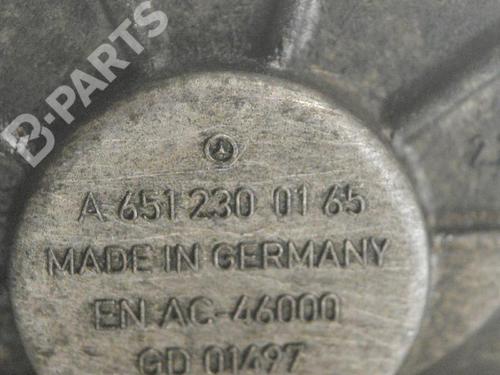 B-PARTS
A 651 230 01 65
MADE IN GERMANY
EN AC-46000
GD 01497